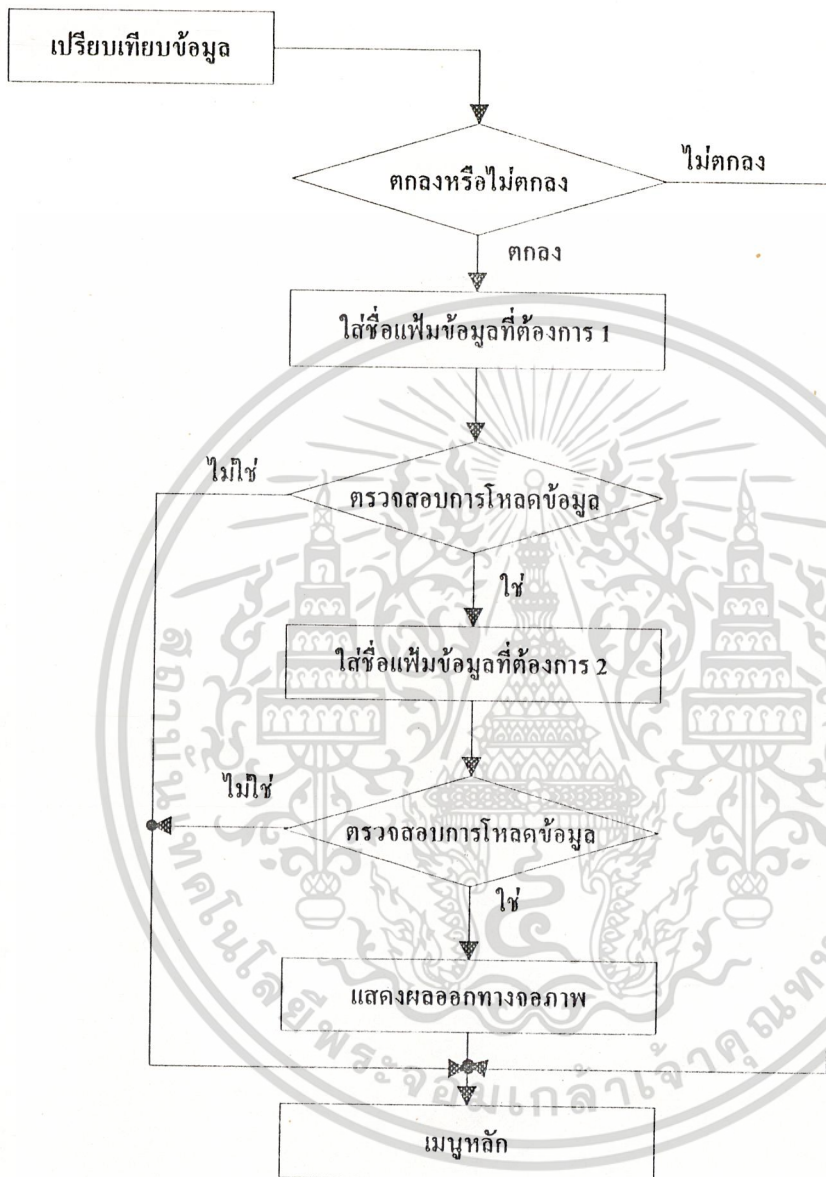 เปรียบเทียบข้อมูล
ตกลงหรือไม่ตกลง
ไม่ตกลง
ตกลง
ใส่ชื่อแฟ้มข้อมูลที่ต้องการ 1
ไม่ใช่
ตรวจสอบการโหลดข้อมูล
ใช่
ใส่ชื่อแฟ้มข้อมูลที่ต้องการ 2
ไม่ใช่
ตรวจสอบการโหลดข้อมูล
ใช่
แสดงผลออกทางจอภาพ
เมนูหลัก